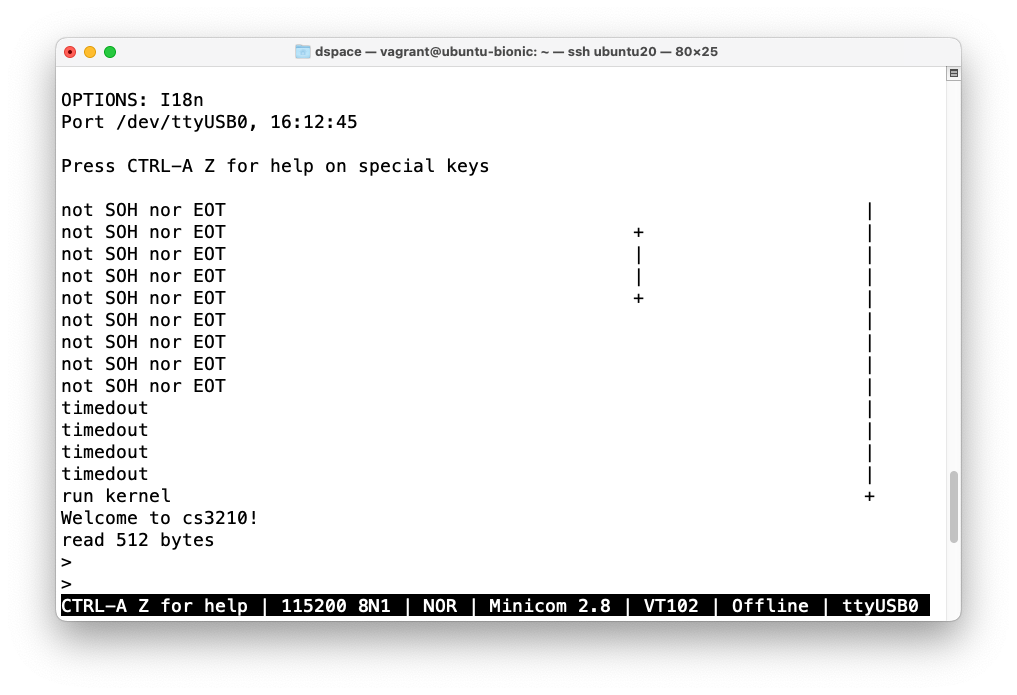 dspace — vagrant@ubuntu-bionic: ~ — ssh ubuntu20 — 80×25
OPTIONS: I18n
Port /dev/ttyUSB0, 16:12:45
Press CTRL-A Z for help on special keys
not SOH nor EOT |
not SOH nor EOT + |
not SOH nor EOT | |
not SOH nor EOT | |
not SOH nor EOT + |
not SOH nor EOT |
not SOH nor EOT |
not SOH nor EOT |
not SOH nor EOT |
timedout |
timedout |
timedout |
timedout |
run kernel +
Welcome to cs3210!
read 512 bytes
>
>
CTRL-A Z for help | 115200 8N1 | NOR | Minicom 2.8 | VT102 | Offline | ttyUSB0